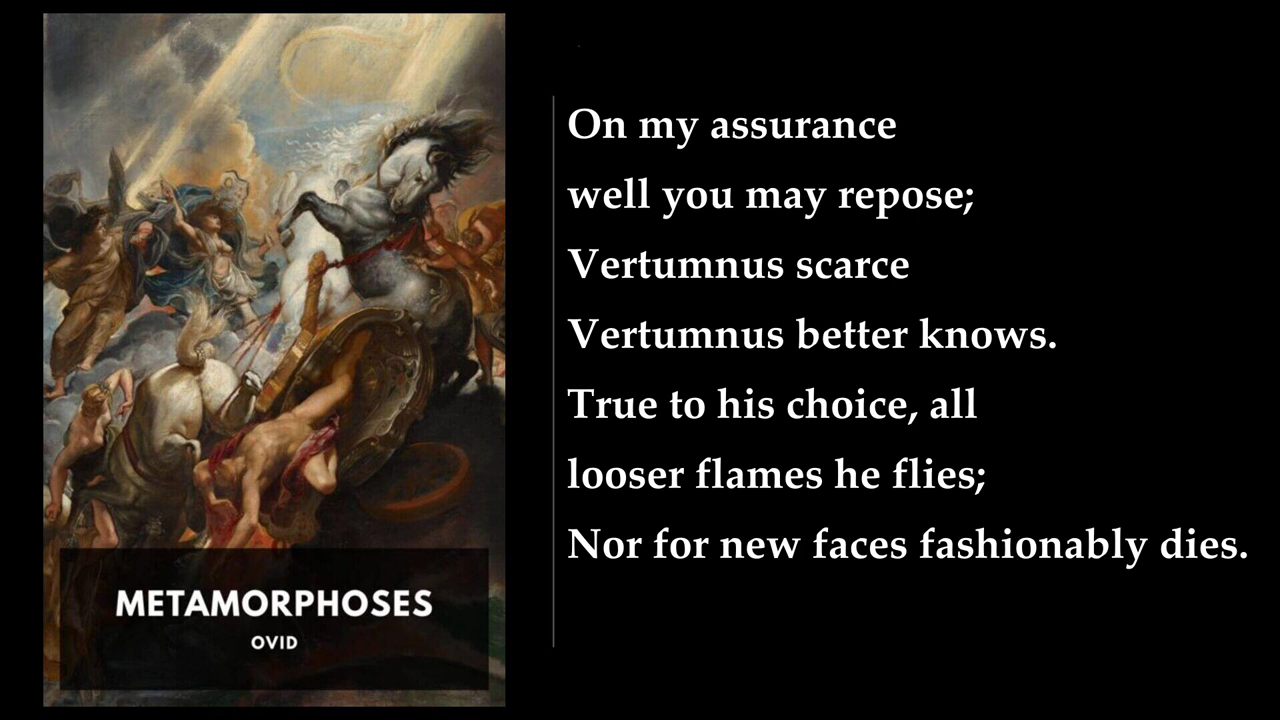 METAMORPHOSES
OVID
On my assurance
well you may repose;
Vertumnus scarce
Vertumnus better knows.
True to his choice, all
looser flames he flies;
Nor for new faces fashionably dies.